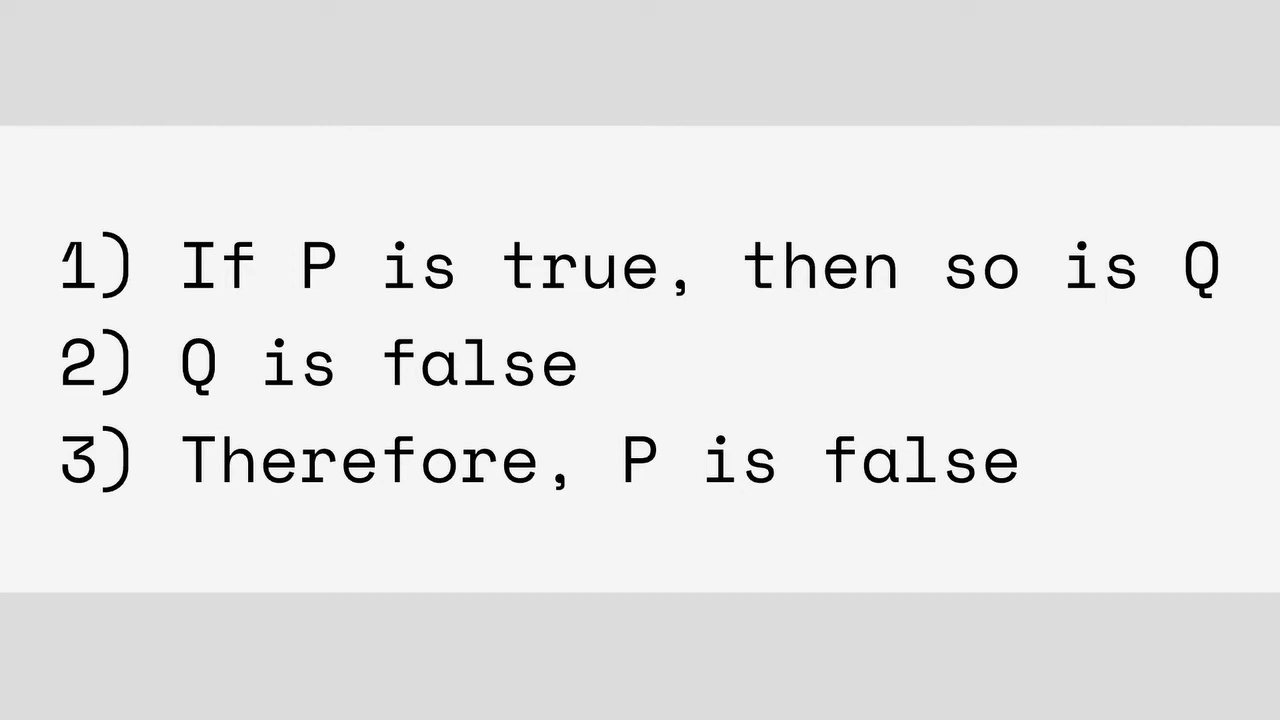 1) If P is true, then so is Q
2) Q is false
3) Therefore, P is false